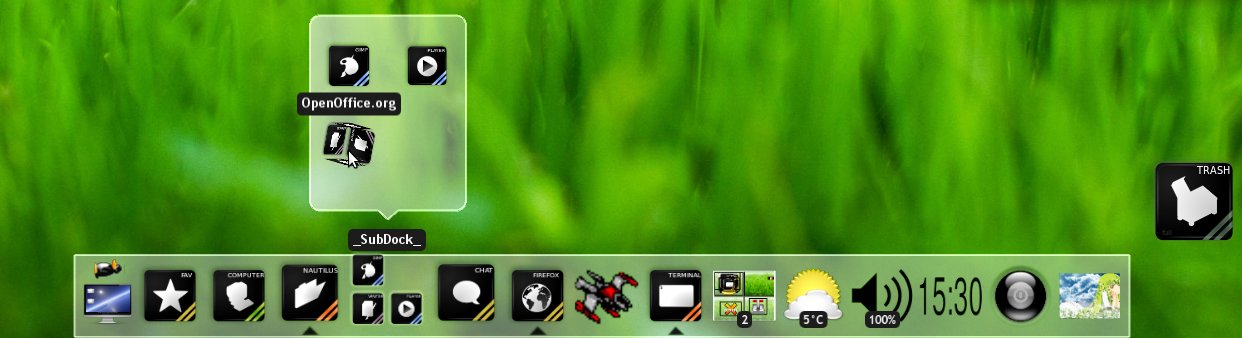 GIMP
PLAYER
OpenOffice.org
TRASH
_SubDock_
GIMP
FAV
COMPUTER
NAUTILUS
CHAT
FIREFOX
TERMINAL
PLAYER
2
5°C
100%
15:30